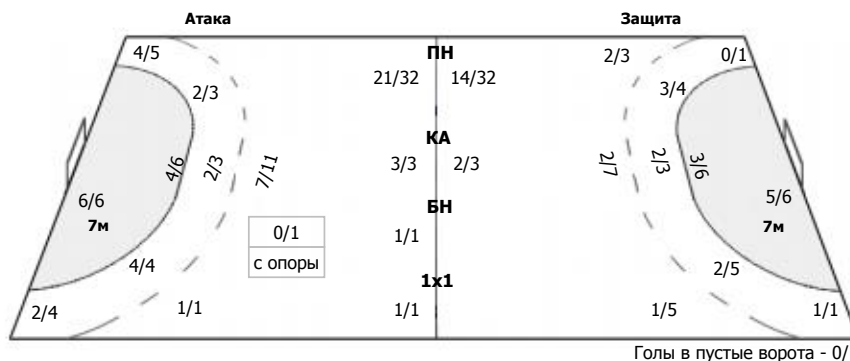 Атака Защита
4/5 ПН 2/3 0/1
21/32 14/32
2/3 3/4
КА
4/6 2/3 7/11 3/3 2/3 2/7 2/3 3/6
6/6 БН 5/6
7м 0/1 1/1 7м
с опоры
4/4 2/5
1x1
2/4 1/1 1/1 1/5 1/1
Голы в пустые ворота - 0/